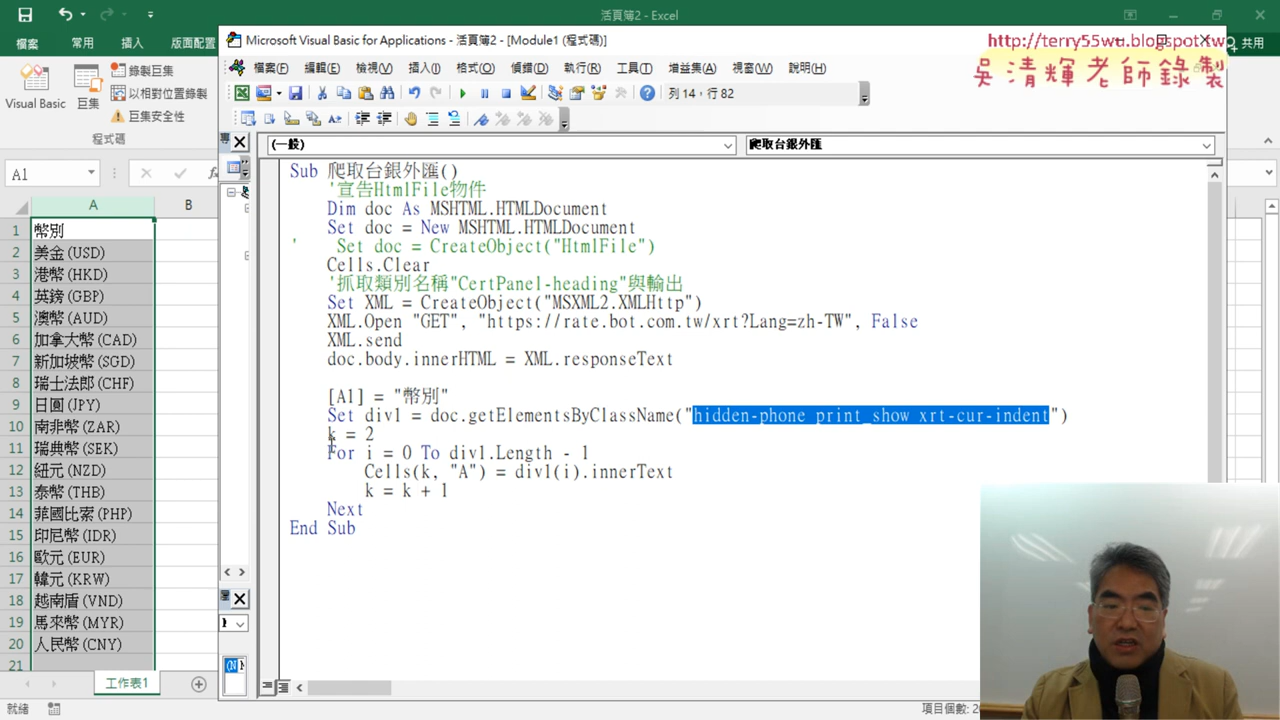 活頁簿2 - Excel
檔案 常用 插入 版面配置 共用
Visual Basic 巨集 錄製巨集
以相對位置錄製
巨集安全性
程式碼
A1
A B
1 幣別
2 美金 (USD)
3 港幣 (HKD)
4 英鎊 (GBP)
5 澳幣 (AUD)
6 加拿大幣 (CAD)
7 新加坡幣 (SGD)
8 瑞士法郎 (CHF)
9 日圓 (JPY)
10 南非幣 (ZAR)
11 瑞典幣 (SEK)
12 紐元 (NZD)
13 泰幣 (THB)
14 菲國比索 (PHP)
15 印尼幣 (IDR)
16 歐元 (EUR)
17 韓元 (KRW)
18 越南盾 (VND)
19 馬來幣 (MYR)
20 人民幣 (CNY)
21
工作表1
就緒
Microsoft Visual Basic for Applications - 活頁簿2 - [Module1 (程式碼)]
http://terry55wu.blogspot.tw
吳清輝老師錄製
檔案(F) 編輯(E) 檢視(V) 插入(I) 格式(O) 偵錯(D) 執行(R) 工具(T) 增益集(A) 視窗(W) 說明(H)
列 14，行 82
(一般) 爬取台銀外匯
Sub 爬取台銀外匯()
'宣告HtmlFile物件
Dim doc As MSHTML.HTMLDocument
Set doc = New MSHTML.HTMLDocument
' Set doc = CreateObject("HtmlFile")
Cells.Clear
'抓取類別名稱"CertPanel-heading"與輸出
Set XML = CreateObject("MSXML2.XMLHttp")
XML.Open "GET", "https://rate.bot.com.tw/xrt?Lang=zh-TW", False
XML.send
doc.body.innerHTML = XML.responseText
[A1] = "幣別"
Set div1 = doc.getElementsByClassName("hidden-phone print_show xrt-cur-indent")
k = 2
For i = 0 To div1.Length - 1
Cells(k, "A") = div1(i).innerText
k = k + 1
Next
End Sub